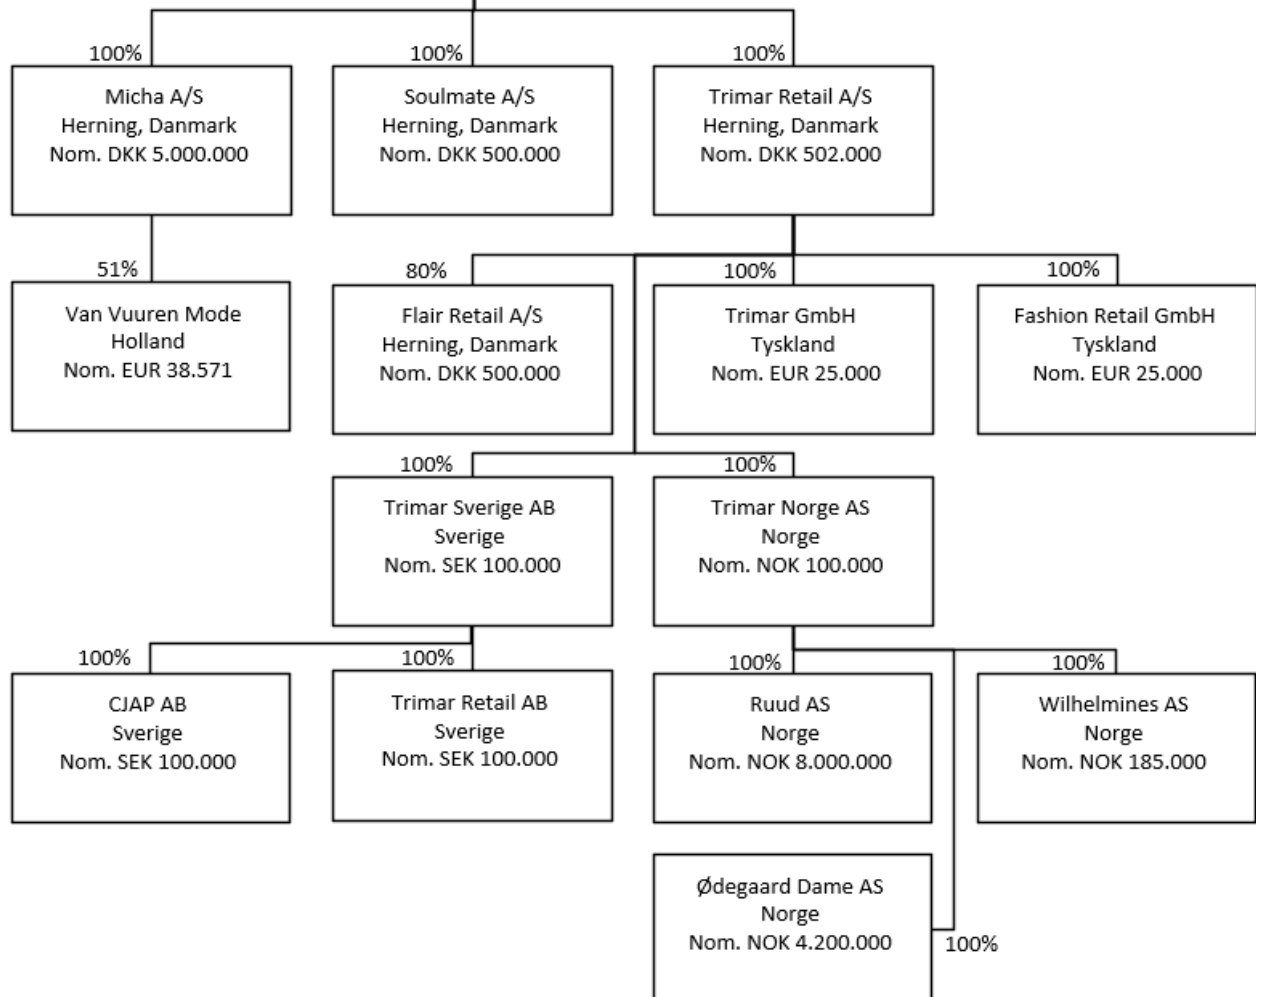 100%
100%
100%
Micha A/S
Herning, Danmark
Nom. DKK 5.000.000
Soulmate A/S
Herning, Danmark
Nom. DKK 500.000
Trimar Retail A/S
Herning, Danmark
Nom. DKK 502.000
51%
80%
100%
100%
Van Vuuren Mode
Holland
Nom. EUR 38.571
Flair Retail A/S
Herning, Danmark
Nom. DKK 500.000
Trimar GmbH
Tyskland
Nom. EUR 25.000
Fashion Retail GmbH
Tyskland
Nom. EUR 25.000
100%
100%
Trimar Sverige AB
Sverige
Nom. SEK 100.000
Trimar Norge AS
Norge
Nom. NOK 100.000
100%
100%
100%
100%
CJAP AB
Sverige
Nom. SEK 100.000
Trimar Retail AB
Sverige
Nom. SEK 100.000
Ruud AS
Norge
Nom. NOK 8.000.000
Wilhelmines AS
Norge
Nom. NOK 185.000
Ødegaard Dame AS
Norge
Nom. NOK 4.200.000
100%